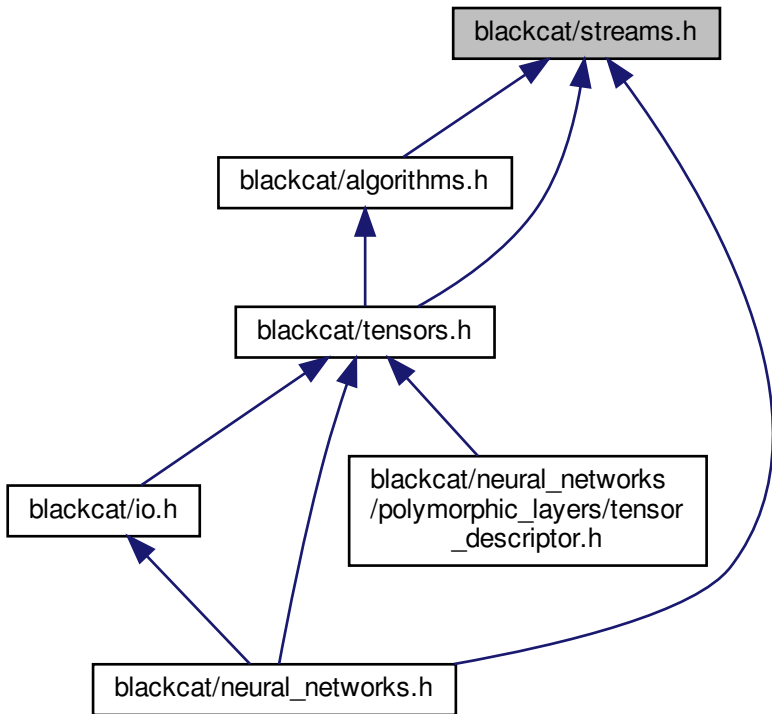 blackcat/streams.h
blackcat/algorithms.h
blackcat/tensors.h
blackcat/io.h
blackcat/neural_networks
/polymorphic_layers/tensor
_descriptor.h
blackcat/neural_networks.h